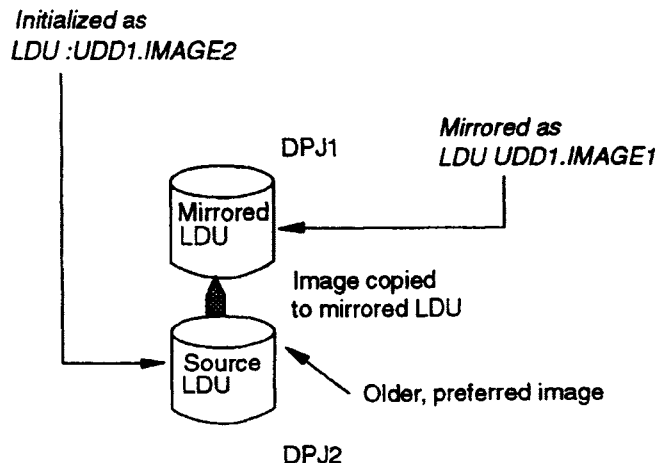 Initialized as
LDU :UDD1.IMAGE2
DPJ1
Mirrored as
LDU UDD1.IMAGE1
Mirrored
LDU
Image copied
to mirrored LDU
Source
LDU
Older, preferred image
DPJ2